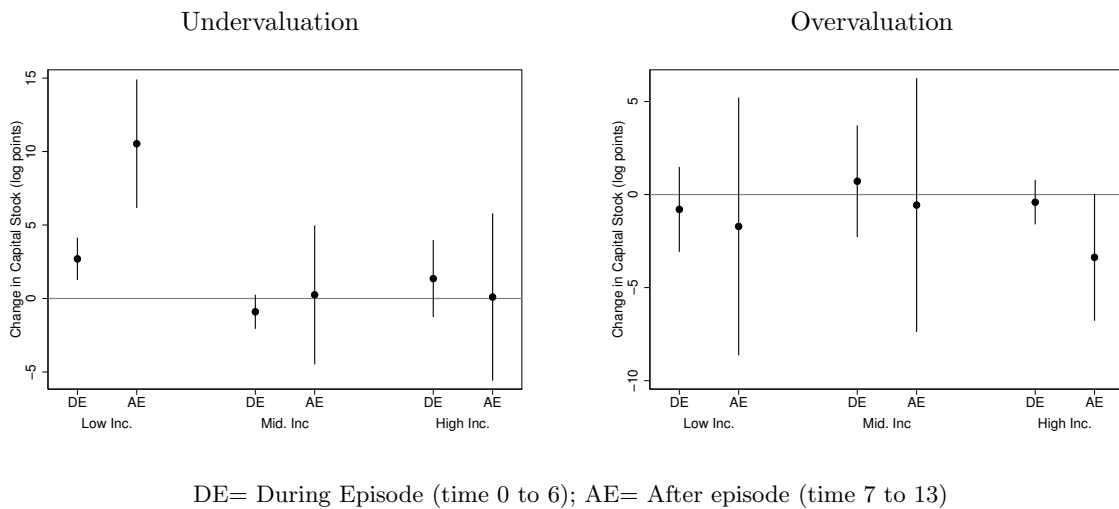 Undervaluation
Change in Capital Stock (log points)
15
10
5
0
−5
DE AE DE AE DE AE
Low Inc. Mid. Inc High Inc.
Overvaluation
Change in Capital Stock (log points)
5
0
−5
−10
DE AE DE AE DE AE
Low Inc. Mid. Inc High Inc.
DE= During Episode (time 0 to 6); AE= After episode (time 7 to 13)